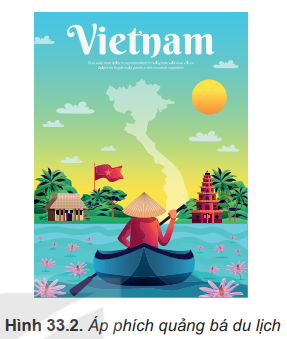 Vietnam
Hình 33.2. Áp phích quảng bá du lịch